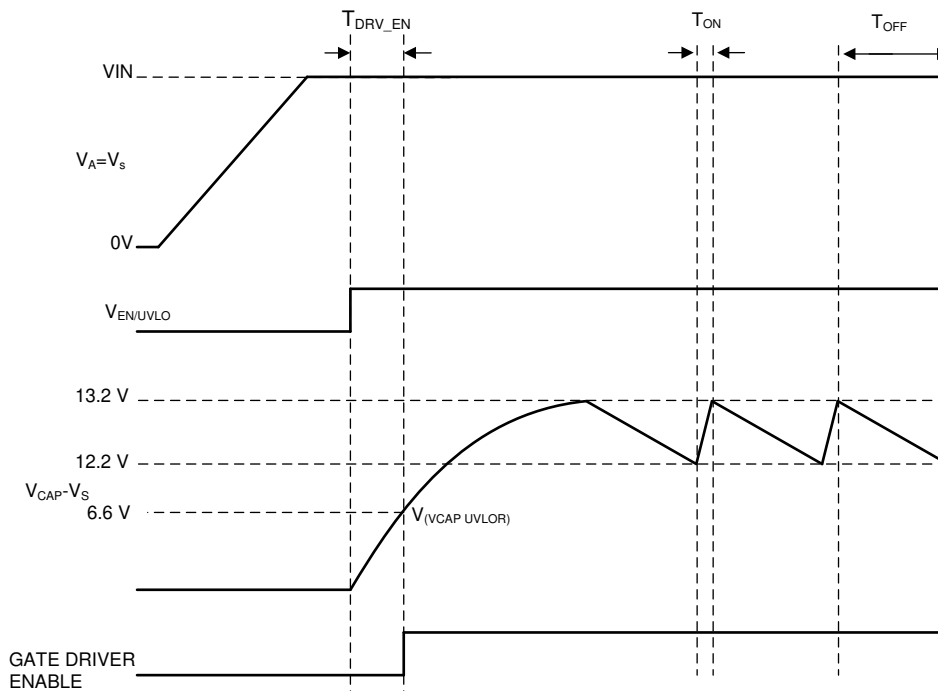 TDRV_EN
TON
TOFF
VIN
VA=Vs
0V
VEN/UVLO
13.2 V
12.2 V
VCAP-VS
6.6 V
V(VCAP UVLOR)
GATE DRIVER
ENABLE